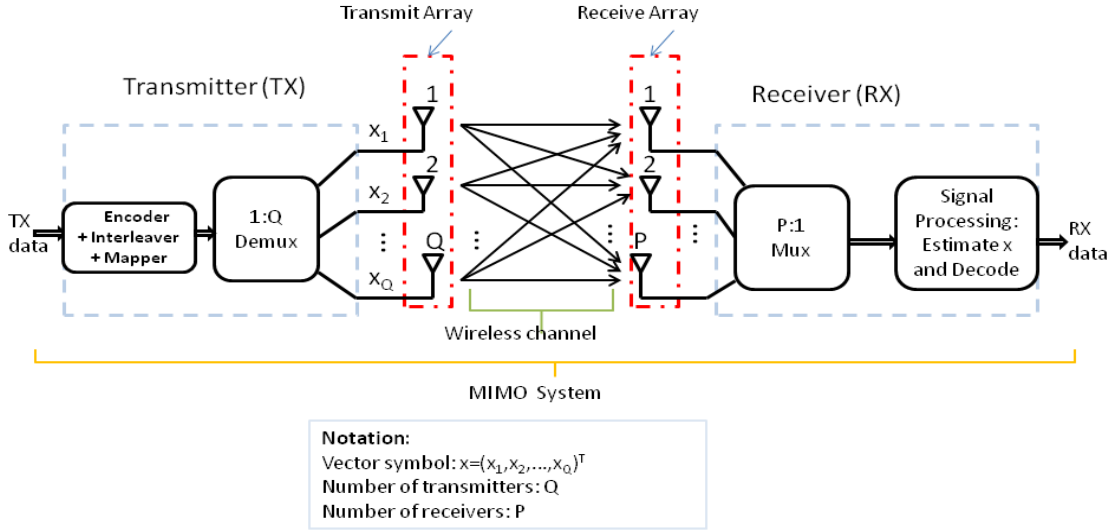 Transmit Array
Receive Array
Transmitter (TX)
Receiver (RX)
1
1
x1
2
2
x2
TX
data
Encoder
+ Interleaver
+ Mapper
1:Q
Demux
⋮
Q
⋮
⋮
P
⋮
xQ
P:1
Mux
Signal
Processing:
Estimate x
and Decode
RX
data
Wireless channel
MIMO System
Notation:
Vector symbol: x=(x1,x2,...,xQ)T
Number of transmitters: Q
Number of receivers: P